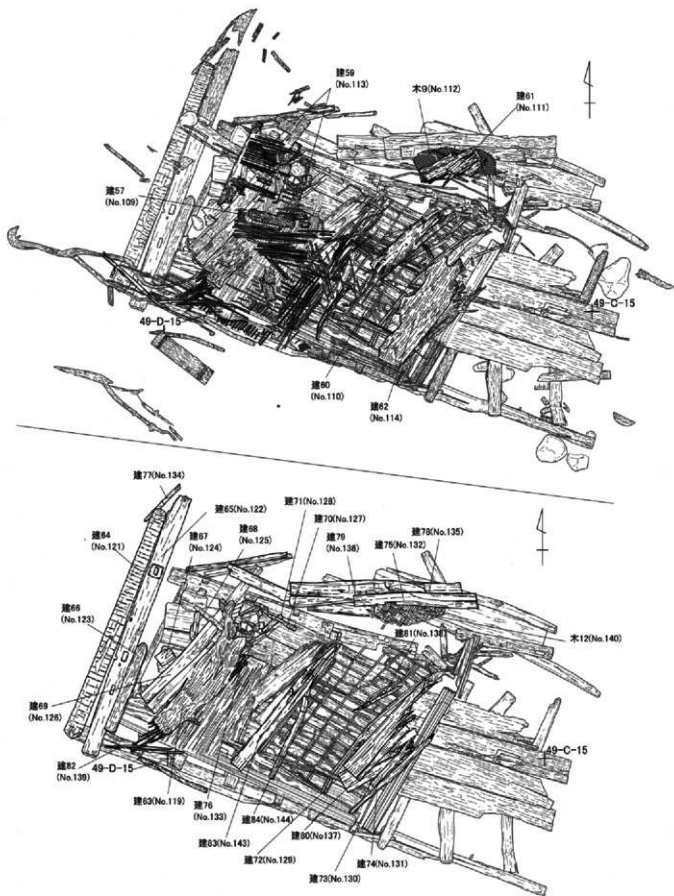 建59
(No.113)
木9(No.112)
建61
(No.111)
建57
(No.109)
49-C-15
49-D-15
建60
(No.110)
建62
(No.114)
建77(No.134)
建65(No.122)
建71(No.128)
建70(No.127)
建64
(No.121)
建67
(No.124)
建68
(No.125)
建79
(No.136)
建75(No.132)
建78(No.135)
建66
(No.123)
建81(No.138)
木12(No.140)
建69
(No.126)
49-C-15
建82
(No.139)
49-D-15
建63(No.119)
建76
(No.133)
建84(No.144)
建80(No.137)
建83(No.143)
建72(No.129)
建74(No.131)
建73(No.130)